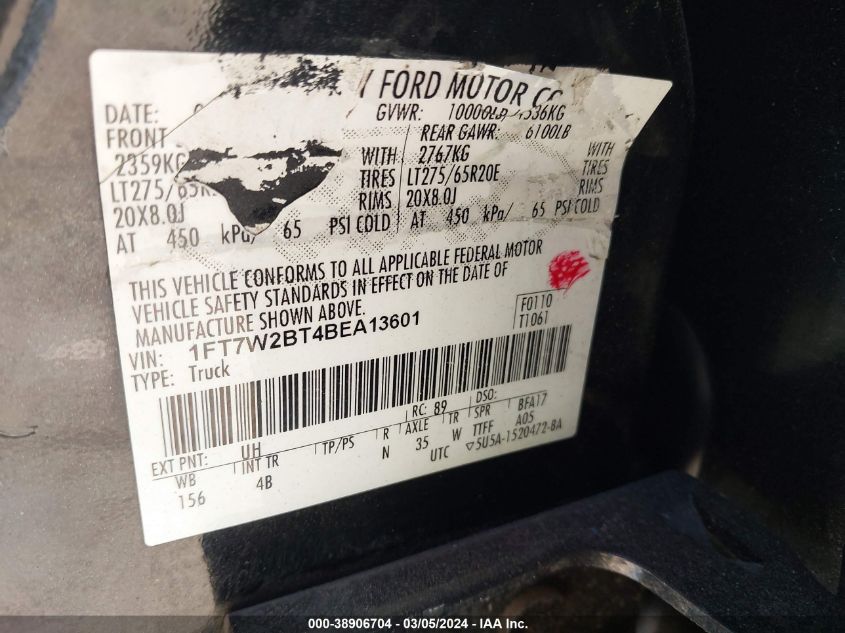 FORD MOTOR
DATE:
GVWR: 10000LB
FRONT
REAR GAWR: 6100LB
2359KG WITH 2767KG WITH
LT275/65R TIRES LT275/65R20E TIRES
20X8.0J RIMS 20X8.0J RIMS
AT 450 kPa/ 65 PSI COLD AT 450 kPa/ 65 PSI COLD
THIS VEHICLE CONFORMS TO ALL APPLICABLE FEDERAL MOTOR
VEHICLE SAFETY STANDARDS IN EFFECT ON THE DATE OF
MANUFACTURE SHOWN ABOVE.
VIN: 1FT7W2BT4BEA13601
F0110
T1061
TYPE: Truck
RC: 89 DSO:
EXT PNT: UH
WB INT TR TP/PS R AXLE TR SPR BFA17
156 4B N 35 W TTFF A05
UTC ▽5U5A-1520472-BA
000-38906704 - 03/05/2024 - IAA Inc.